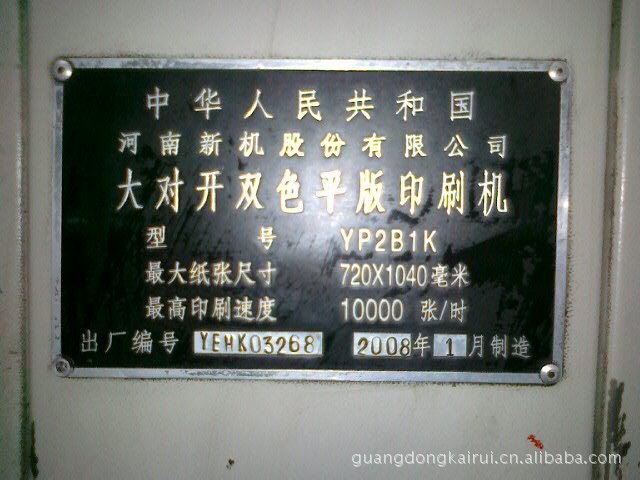 中华人民共和国
河南新机股份有限公司
大对开双色平版印刷机
型 号 YP2B1K
最大纸张尺寸 720X1040毫米
最高印刷速度 10000 张/时
出厂编号 YEHK03268 2008年 1月制造
guangdongkairui.cn.alibaba.com